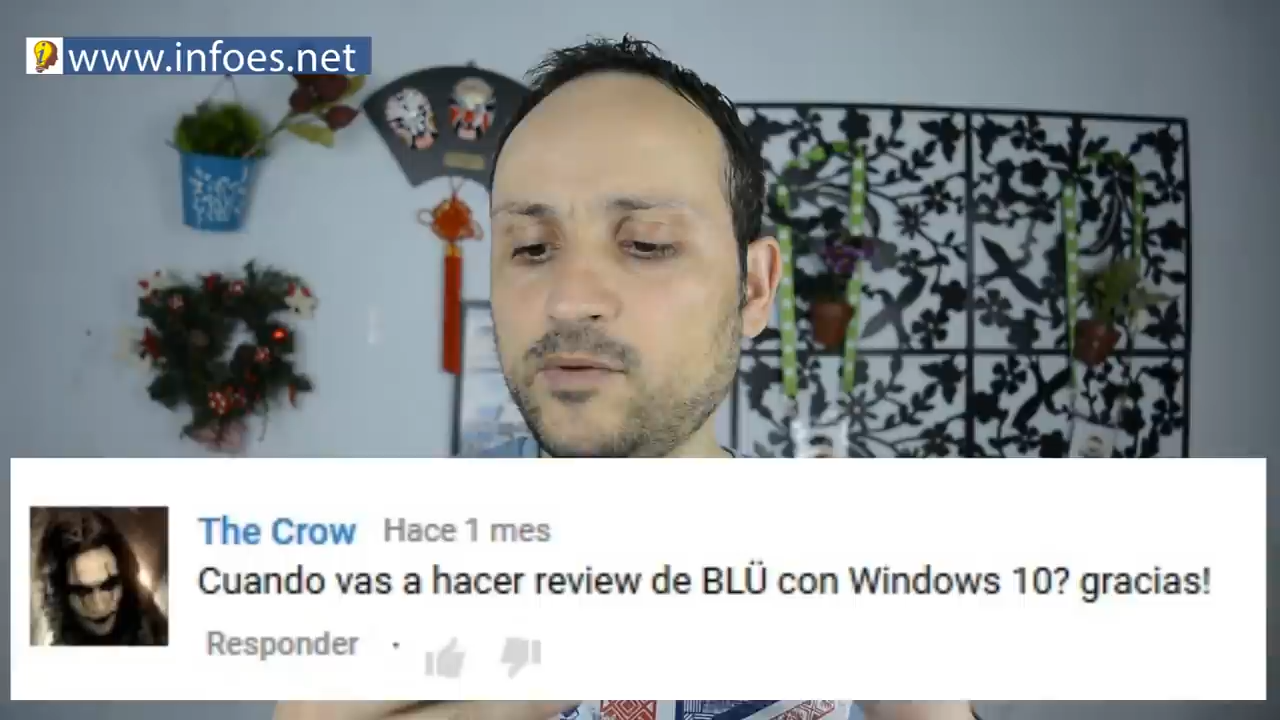 www.infoes.net
The Crow Hace 1 mes
Cuando vas a hacer review de BLÜ con Windows 10? gracias!
Responder ·